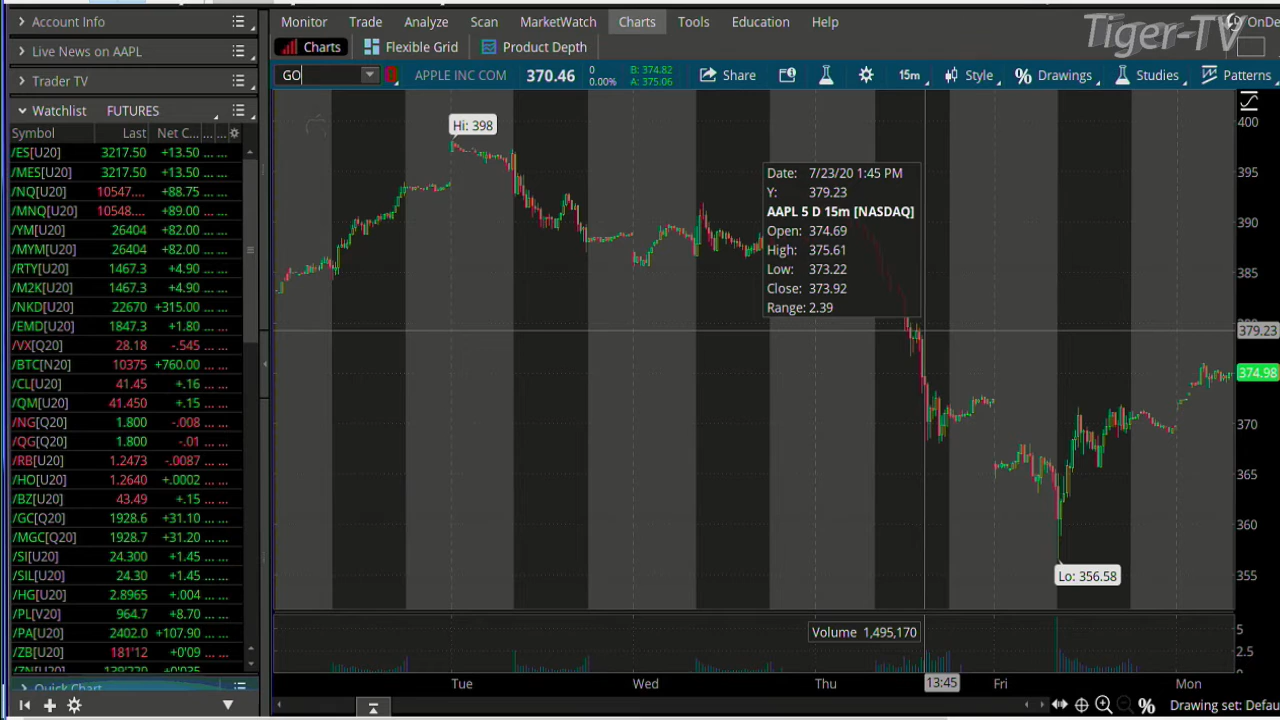 Account Info
Live News on AAPL
Trader TV
Watchlist FUTURES
Symbol Last Net C... ... ...
/ES[U20] 3217.50 +13.50 ... ...
/MES[U20] 3217.50 +13.50 ... ...
/NQ[U20] 10547.... +88.75 ... ...
/MNQ[U20] 10548.... +89.00 ... ...
/YM[U20] 26404 +82.00 ... ...
/MYM[U20] 26404 +82.00 ... ...
/RTY[U20] 1467.3 +4.90 ... ...
/M2K[U20] 1467.3 +4.90 ... ...
/NKD[U20] 22670 +315.00 ... ...
/EMD[U20] 1847.3 +1.80 ... ...
/VX[Q20] 28.18 -.545 ... ...
/BTC[N20] 10375 +760.00 ... ...
/CL[U20] 41.45 +.16 ... ...
/QM[U20] 41.450 +.15 ... ...
/NG[Q20] 1.800 -.008 ... ...
/QG[Q20] 1.800 -.01 ... ...
/RB[U20] 1.2473 -.0087 ... ...
/HO[U20] 1.2640 +.0002 ... ...
/BZ[U20] 43.49 +.15 ... ...
/GC[Q20] 1928.6 +31.10 ... ...
/MGC[Q20] 1928.7 +31.20 ... ...
/SI[U20] 24.300 +1.45 ... ...
/SIL[U20] 24.30 +1.45 ... ...
/HG[U20] 2.8965 +.004 ... ...
/PL[V20] 964.7 +8.70 ... ...
/PA[U20] 2402.0 +107.90 ... ...
/ZB[U20] 181'12 +0'09 ... ...
/ZN[U20] 139'220 +0'035 ... ...
Quick Chart
Monitor Trade Analyze Scan MarketWatch Charts Tools Education Help
Tiger-TV
OnDe
Charts Flexible Grid Product Depth
GO APPLE INC COM 370.46 0 B: 374.82
0.00% A: 375.06
Share 15m Style % Drawings Studies Patterns
Hi: 398
Date: 7/23/20 1:45 PM
Y: 379.23
AAPL 5 D 15m [NASDAQ]
Open: 374.69
High: 375.61
Low: 373.22
Close: 373.92
Range: 2.39
Lo: 356.58
400
395
390
385
379.23
374.98
370
365
360
355
Volume 1,495,170
5
2.5
0
Tue Wed Thu 13:45 Fri Mon
% Drawing set: Defau